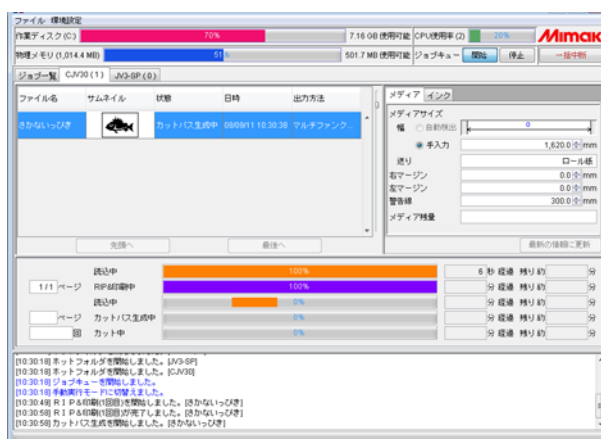 ファイル 環境設定
作業ディスク(C:) 70% 7.16 GB 使用可能 CPU使用率(2) 20% Mimaki
物理メモリ(1,014.4 MB) 51% 501.7 MB 使用可能 ジョブキュー 開始 停止 一括中断
ジョブ一覧 CJV30(1) JV3-SP(0)
ファイル名 サムネイル 状態 日時 出力方法
さかないっぴき カットパス生成中 08/09/11 10:30:38 マルチファンク...
先頭へ 最後へ
メディア インク
メディアサイズ
幅 自動検出 0
手入力 1,620.0 mm
送り ロール紙
右マージン 0.0 mm
左マージン 0.0 mm
警告線 300.0 mm
メディア残量
最新の情報に更新
読込中 100% 6 秒 経過 残り 約 分
1/1 ページ RIP&印刷中 100% 分 経過 残り 約 分
読込中 0% 分 経過 残り 約 分
ページ カットパス生成中 0% 分 経過 残り 約 分
回 カット中 0% 分 経過 残り 約 分
[10:30:18] ホットフォルダを開始しました。[JV3-SP]
[10:30:18] ホットフォルダを開始しました。[CJV30]
[10:30:18] ジョブキューを開始しました。
[10:30:18] 手動実行モードに切替えました。
[10:30:49] RIP&印刷(1回目)を開始しました。[さかないっぴき]
[10:30:58] RIP&印刷(1回目)が完了しました。[さかないっぴき]
[10:30:58] カットパス生成を開始しました。[さかないっぴき]